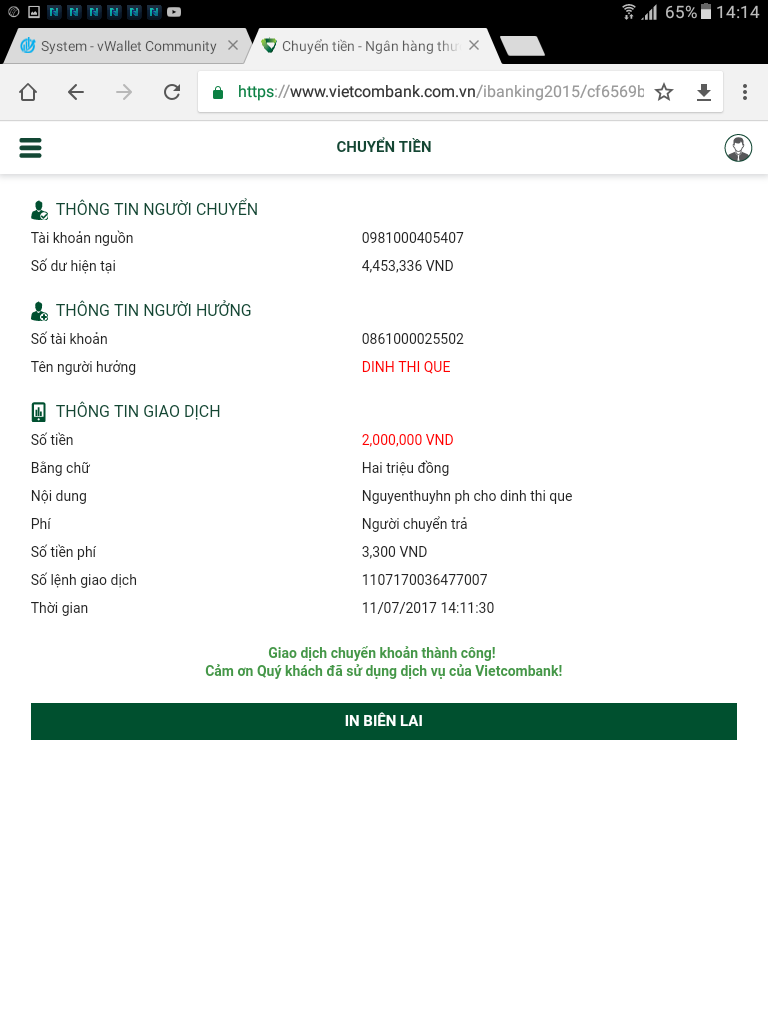 65% 14:14
System - vWallet Community
Chuyển tiền - Ngân hàng thư
https://www.vietcombank.com.vn/ibanking2015/cf6569b
CHUYỂN TIỀN
THÔNG TIN NGƯỜI CHUYỂN
Tài khoản nguồn 0981000405407
Số dư hiện tại 4,453,336 VND
THÔNG TIN NGƯỜI HƯỞNG
Số tài khoản 0861000025502
Tên người hưởng DINH THI QUE
THÔNG TIN GIAO DỊCH
Số tiền 2,000,000 VND
Bằng chữ Hai triệu đồng
Nội dung Nguyenthuyhn ph cho dinh thi que
Phí Người chuyển trả
Số tiền phí 3,300 VND
Số lệnh giao dịch 1107170036477007
Thời gian 11/07/2017 14:11:30
Giao dịch chuyển khoản thành công!
Cảm ơn Quý khách đã sử dụng dịch vụ của Vietcombank!
IN BIÊN LAI